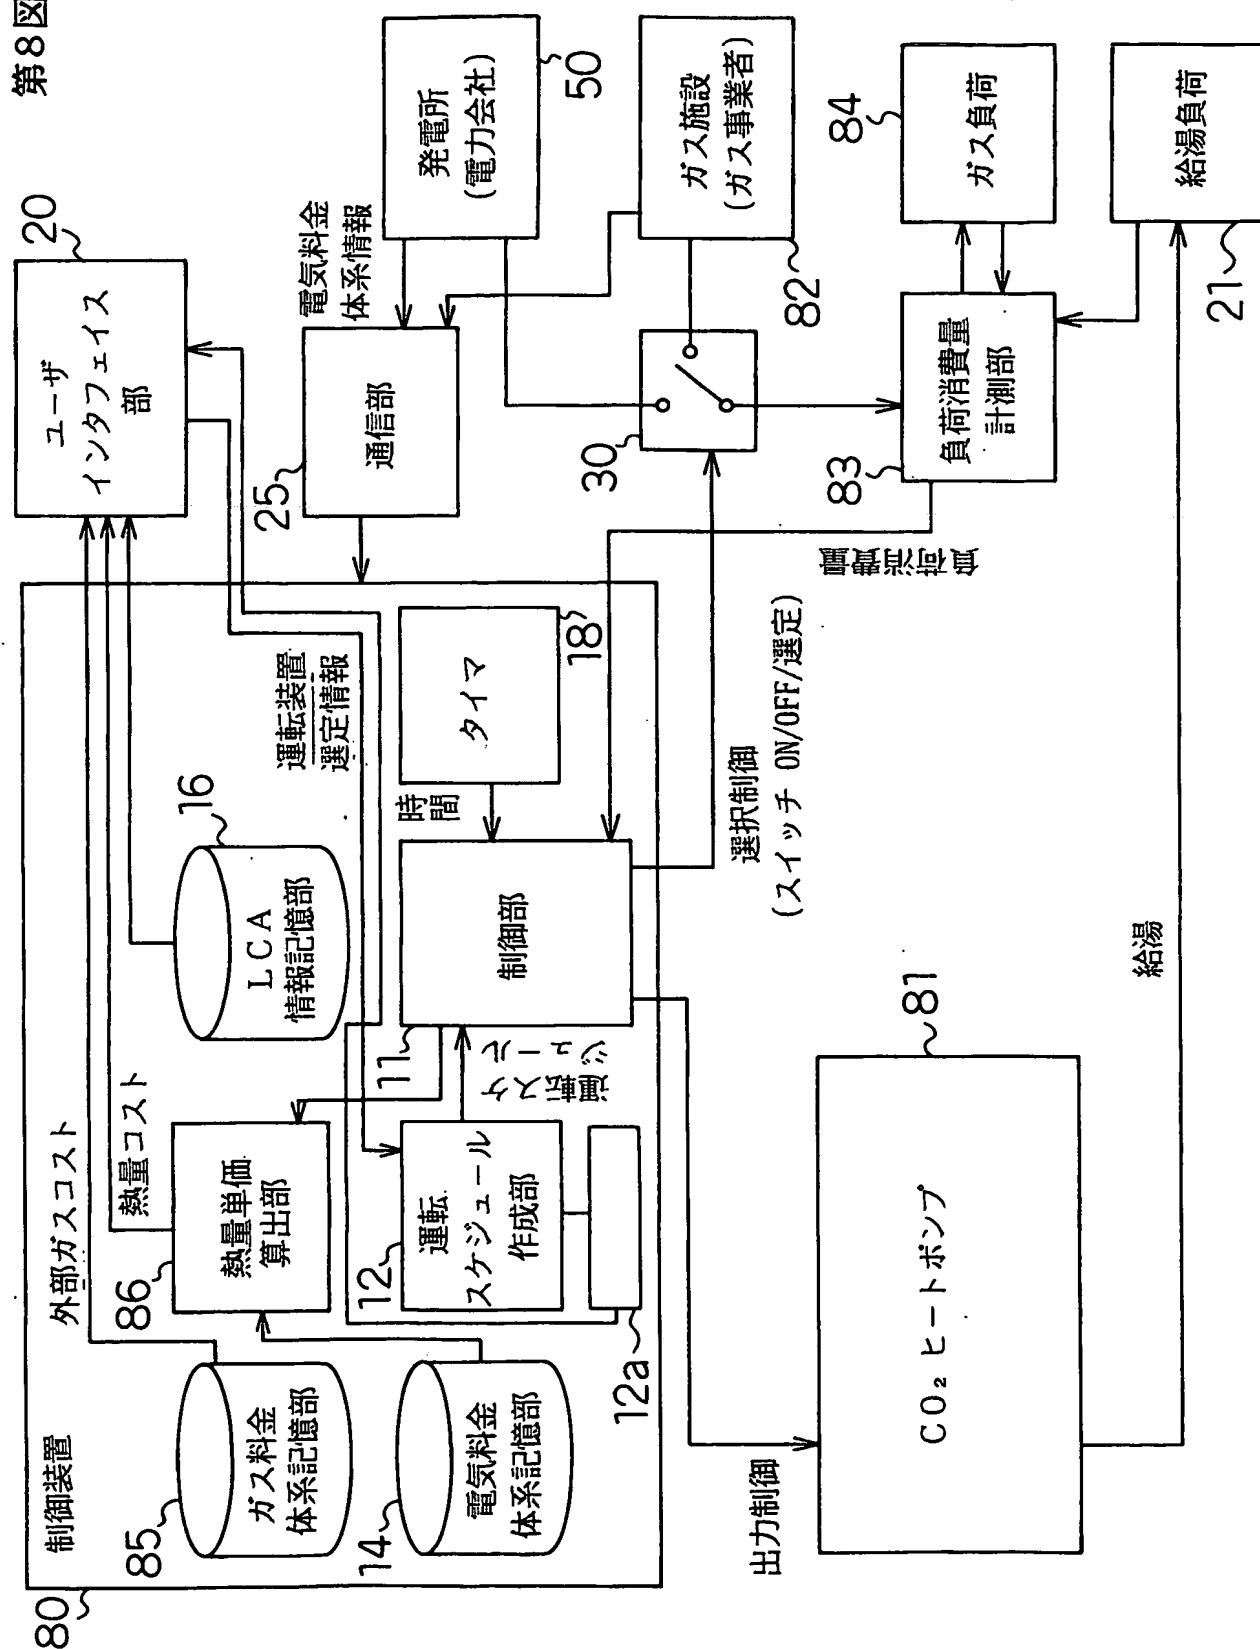 第8図
制御装置
80
ガス料金
体系記憶部
85
電気料金
体系記憶部
14
外部ガスコスト
熱量コスト
熱量単価
算出部
86
運転
スケジュール
作成部
12
12a
LCA
情報記憶部
16
運転装置
選定情報
運転スケ
ジュール
制御部
11
時間
タイマ
18
ユーザ
インタフェイス
部
20
通信部
25
電気料金
体系情報
発電所
(電力会社)
50
ガス施設
(ガス事業者)
82
30
選択制御
(スイッチ ON/OFF/選定)
負荷消費量
負荷消費量
計測部
83
ガス負荷
84
給湯負荷
21
出力制御
CO₂ ヒートポンプ
81
給湯